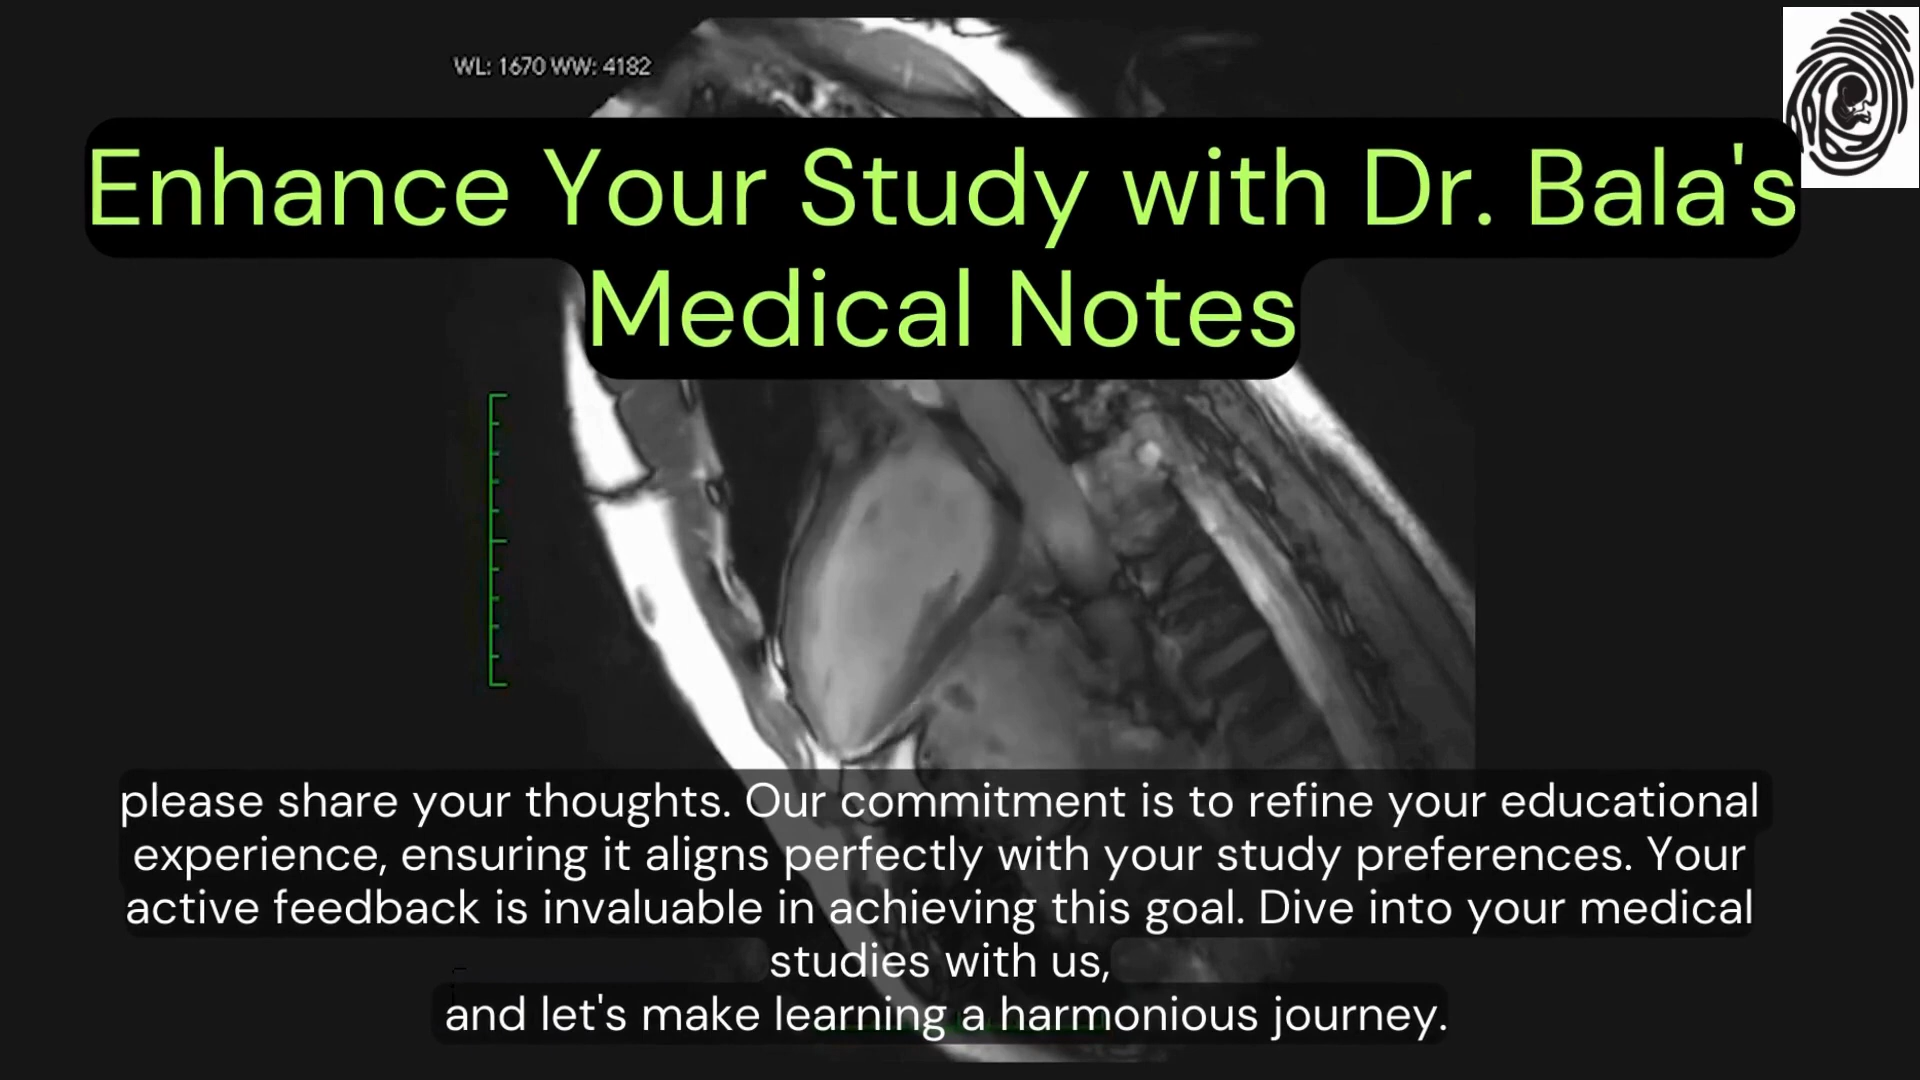 WL: 1670 WW: 4182
Enhance Your Study with Dr. Bala's
Medical Notes
please share your thoughts. Our commitment is to refine your educational
experience, ensuring it aligns perfectly with your study preferences. Your
active feedback is invaluable in achieving this goal. Dive into your medical
studies with us,
and let's make learning a harmonious journey.